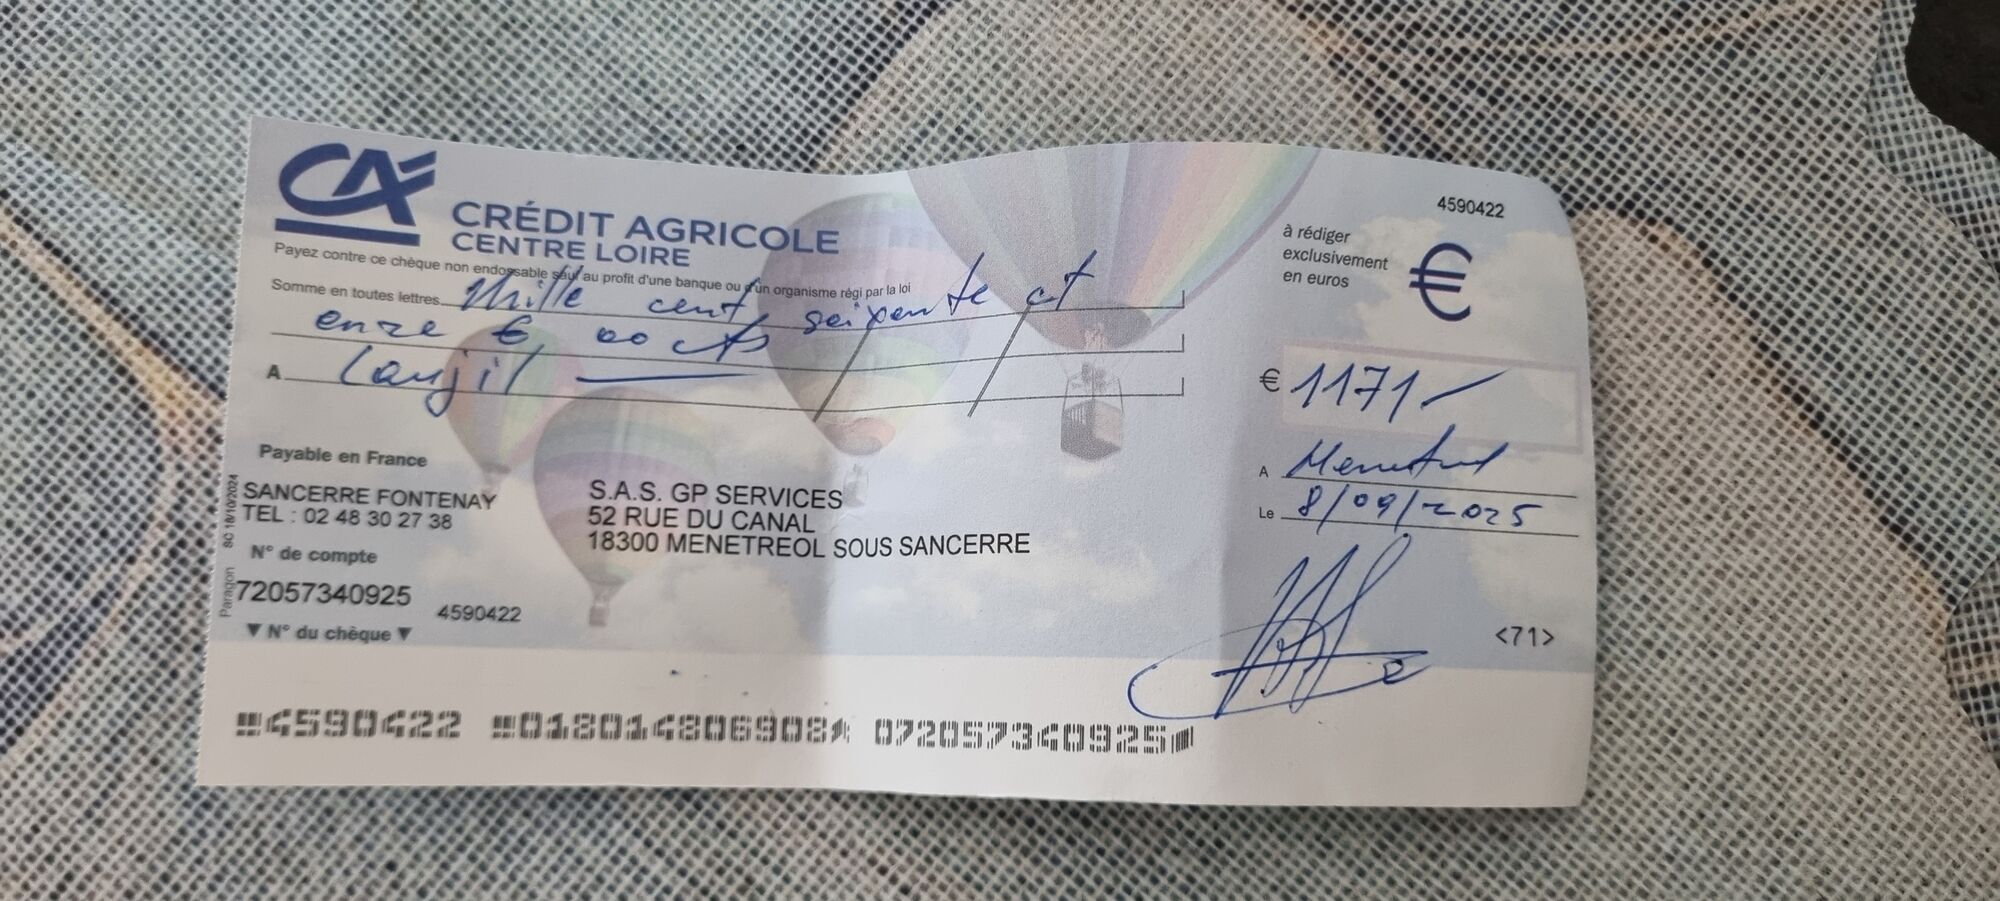 CRÉDIT AGRICOLE
CENTRE LOIRE
4590422
à rédiger
exclusivement
en euros
€
Payez contre ce chèque non endossable sauf au profit d'une banque ou d'un organisme régi par la loi
Somme en toutes lettres Mille cent seixente et
onze € 00 cts
A
€ 1171
A
Le 8/09/2025
Payable en France
SANCERRE FONTENAY
TEL : 02 48 30 27 38
N° de compte
72057340925
4590422
▼ N° du chèque ▼
S.A.S. GP SERVICES
52 RUE DU CANAL
18300 MENETREOL SOUS SANCERRE
<71>
Paragon SC 18/10/2024
4590422 018014806908 072057340925